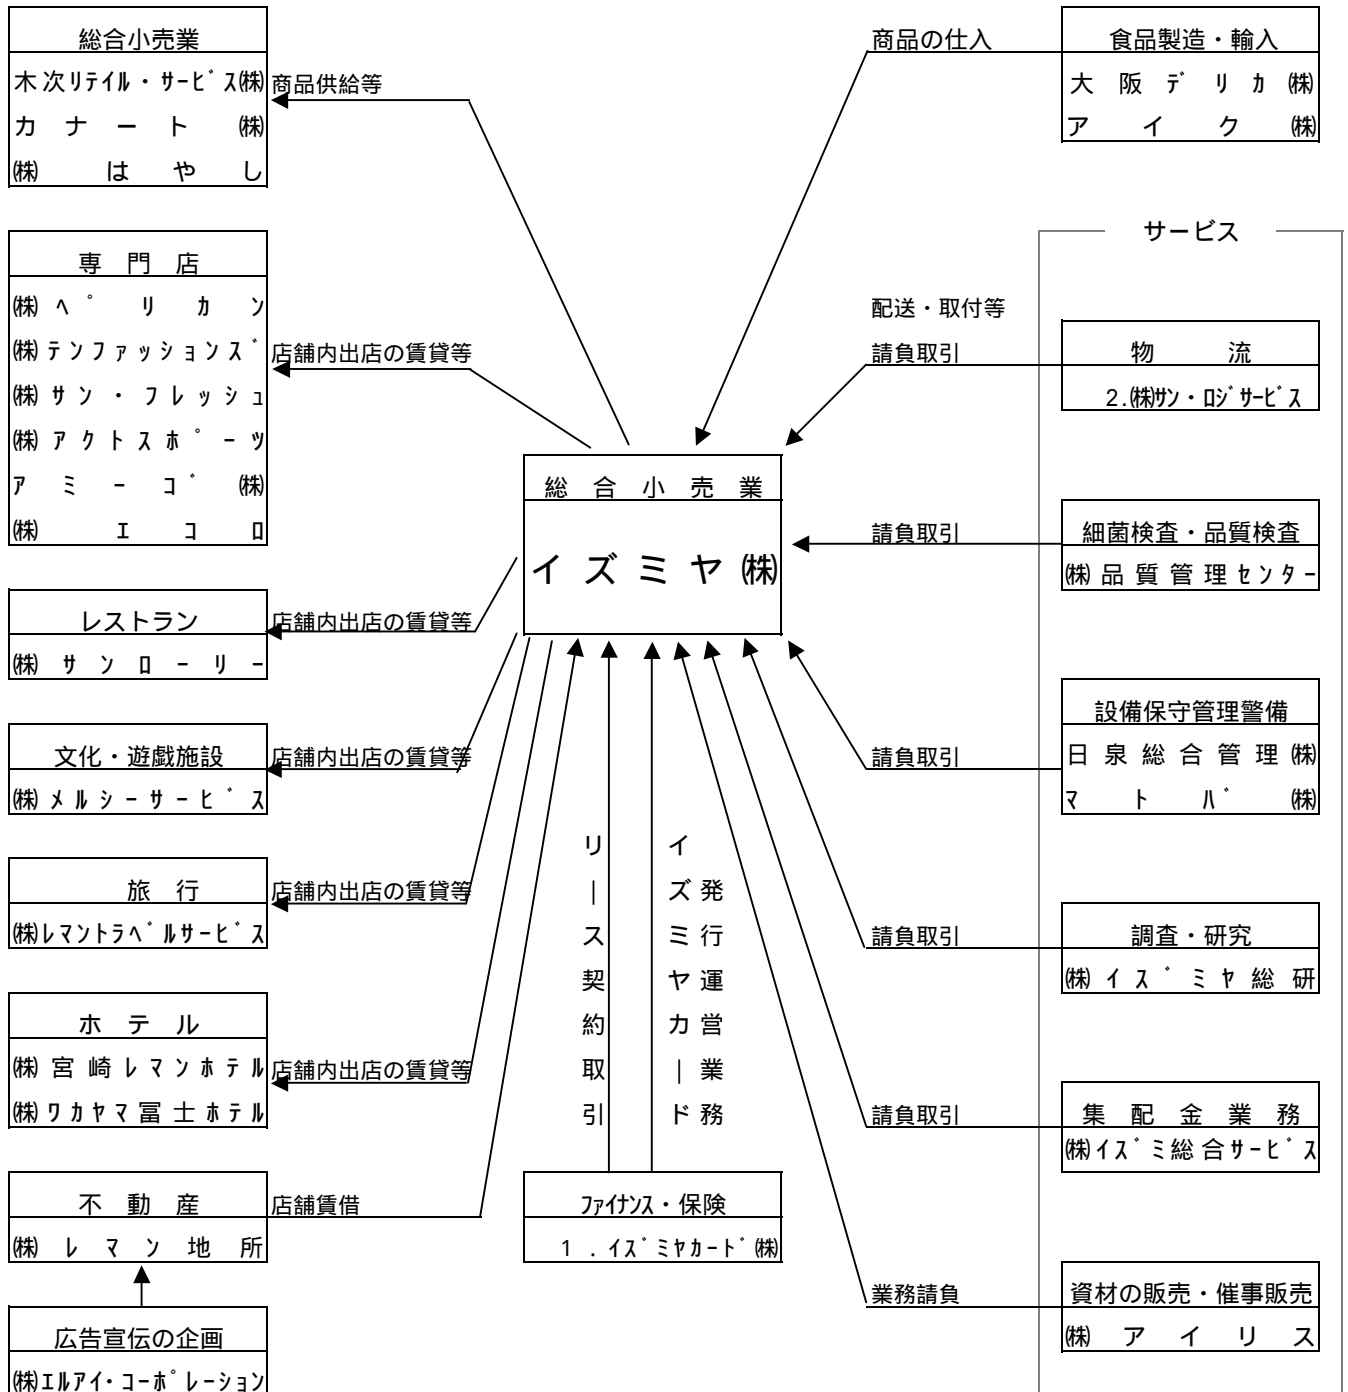 総合小売業
木次リテイル・サービス㈱
カナート㈱
㈱はやし
商品供給等
専門店
㈱ペリカン
㈱テンファッションズ
㈱サン・フレッシュ
㈱アクトスポーツ
アミーゴ㈱
㈱エコロ
店舗内出店の賃貸等
レストラン
㈱サンローリー
店舗内出店の賃貸等
文化・遊戯施設
㈱メルシーサービス
店舗内出店の賃貸等
旅行
㈱レマントラベルサービス
店舗内出店の賃貸等
ホテル
㈱宮崎レマンホテル
㈱ワカヤマ冨士ホテル
店舗内出店の賃貸等
不動産
㈱レマン地所
店舗賃借
広告宣伝の企画
㈱エルアイ・コーポレーション
総合小売業
イズミヤ㈱
リース契約取引
イズミヤカード
発行運営業務
ファイナンス・保険
1.イズミヤカード㈱
商品の仕入
食品製造・輸入
大阪デリカ㈱
アイク㈱
サービス
配送・取付等
請負取引
物流
2.㈱サン・ロジサービス
請負取引
細菌検査・品質検査
㈱品質管理センター
請負取引
設備保守管理警備
日泉総合管理㈱
マトバ㈱
請負取引
調査・研究
㈱イズミヤ総研
請負取引
集配金業務
㈱イズミ総合サービス
業務請負
資材の販売・催事販売
㈱アイリス